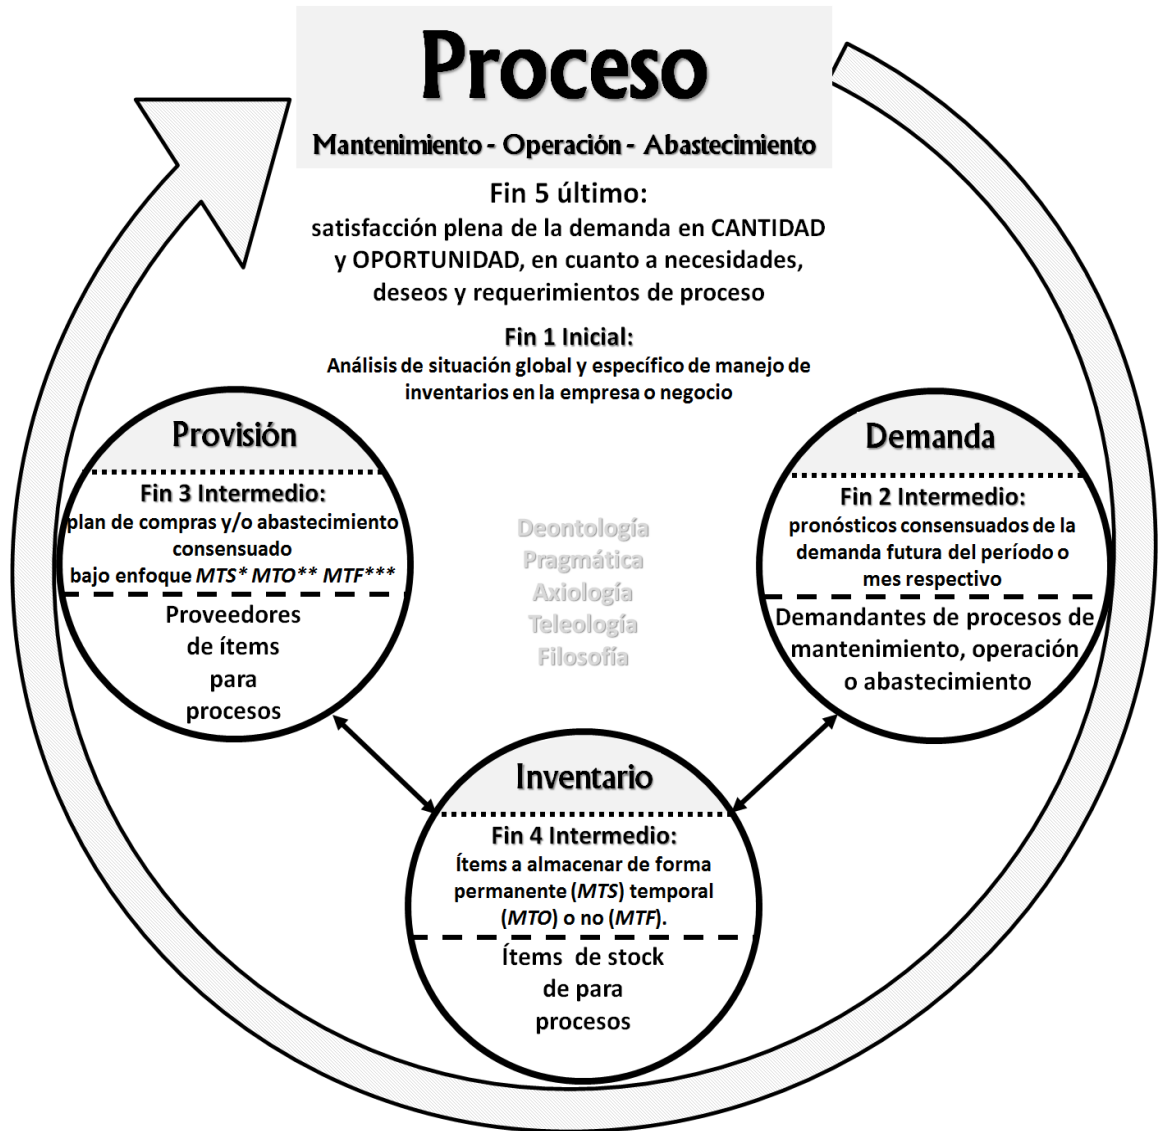 Proceso
Mantenimiento - Operación - Abastecimiento
Fin 5 último:
satisfacción plena de la demanda en CANTIDAD
y OPORTUNIDAD, en cuanto a necesidades,
deseos y requerimientos de proceso
Fin 1 Inicial:
Análisis de situación global y específico de manejo de
inventarios en la empresa o negocio
Provisión
Fin 3 Intermedio:
plan de compras y/o abastecimiento
consensuado
bajo enfoque MTS* MTO** MTF***
Proveedores
de ítems
para
procesos
Deontología
Pragmática
Axiología
Teleología
Filosofía
Demanda
Fin 2 Intermedio:
pronósticos consensuados de la
demanda futura del período o
mes respectivo
Demandantes de procesos de
mantenimiento, operación
o abastecimiento
Inventario
Fin 4 Intermedio:
Ítems a almacenar de forma
permanente (MTS) temporal
(MTO) o no (MTF).
Ítems de stock
de para
procesos